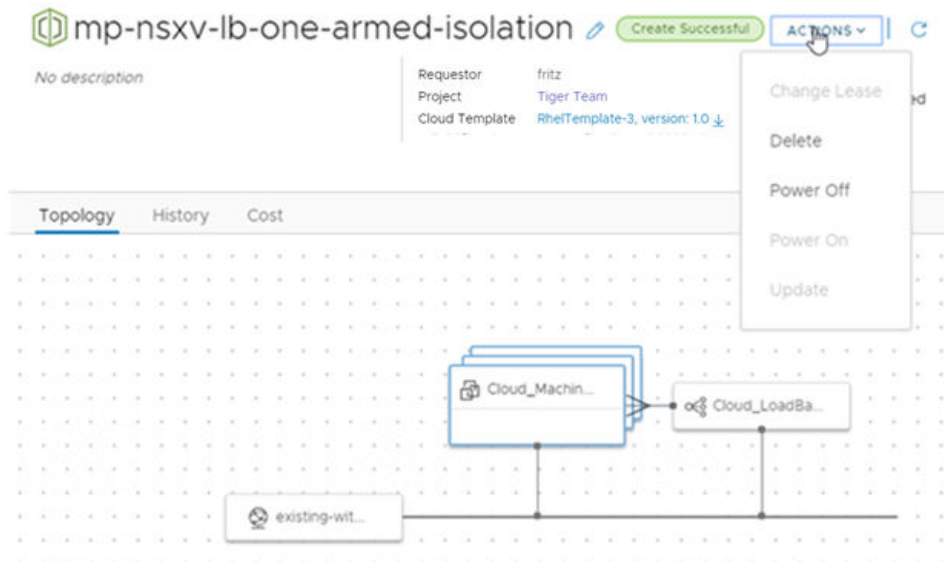 mp-nsxv-lb-one-armed-isolation
Create Successful
ACTIONS
No description
Requestor fritz
Project Tiger Team
Cloud Template RhelTemplate-3, version: 1.0
Change Lease
Delete
Power Off
Power On
Update
Topology History Cost
Cloud_Machin...
Cloud_LoadBa...
existing-wit...